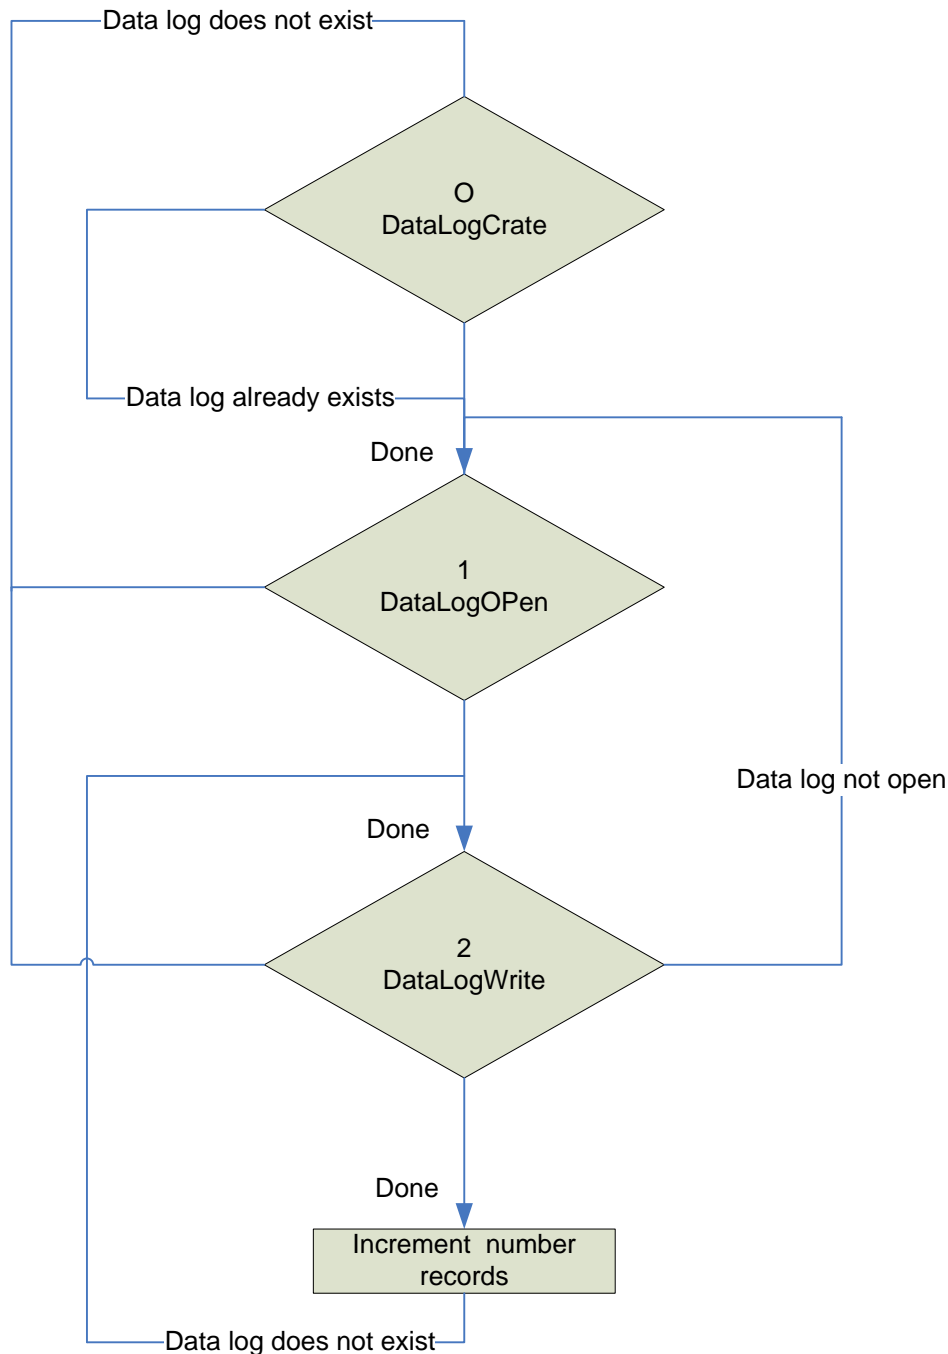 Data log does not exist
O
DataLogCrate
Data log already exists
Done
1
DataLogOPen
Data log not open
Done
2
DataLogWrite
Done
Increment number
records
Data log does not exist